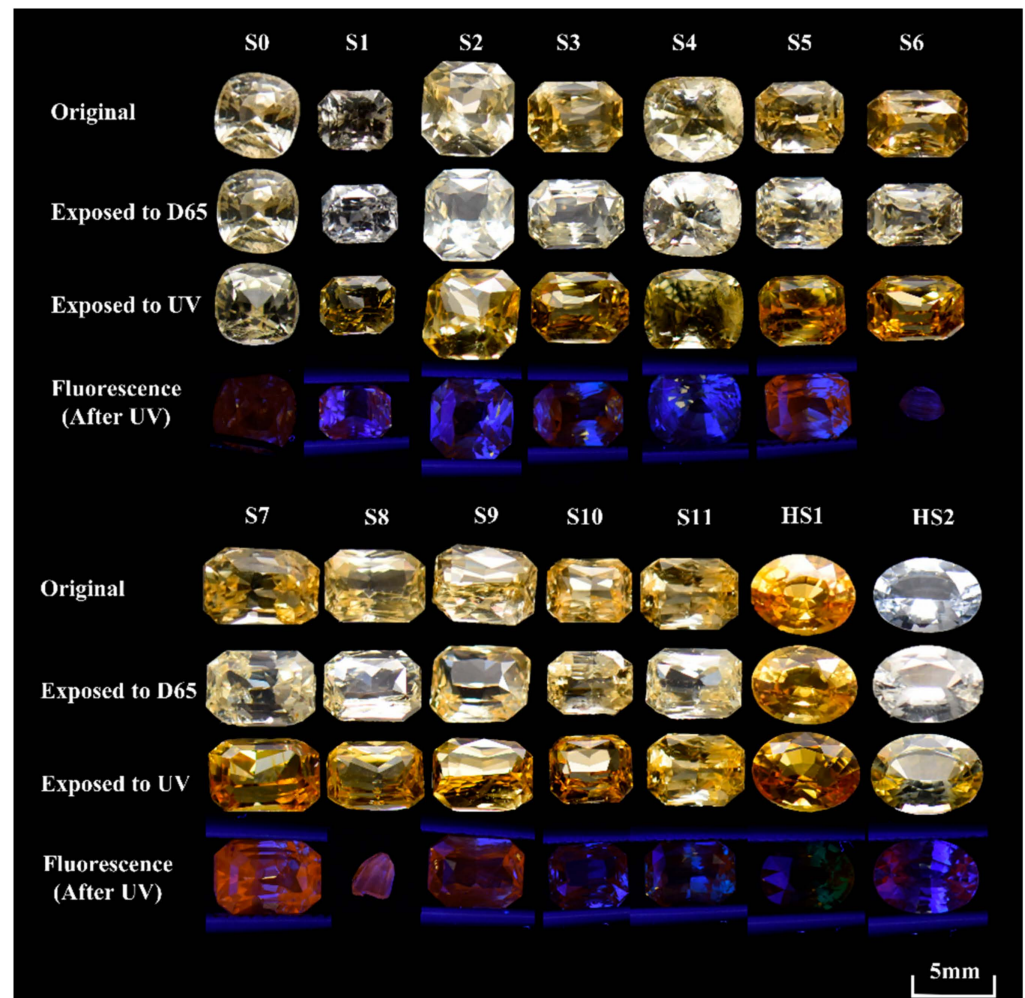 S0 S1 S2 S3 S4 S5 S6
Original
Exposed to D65
Exposed to UV
Fluorescence
(After UV)
S7 S8 S9 S10 S11 HS1 HS2
Original
Exposed to D65
Exposed to UV
Fluorescence
(After UV)
5mm